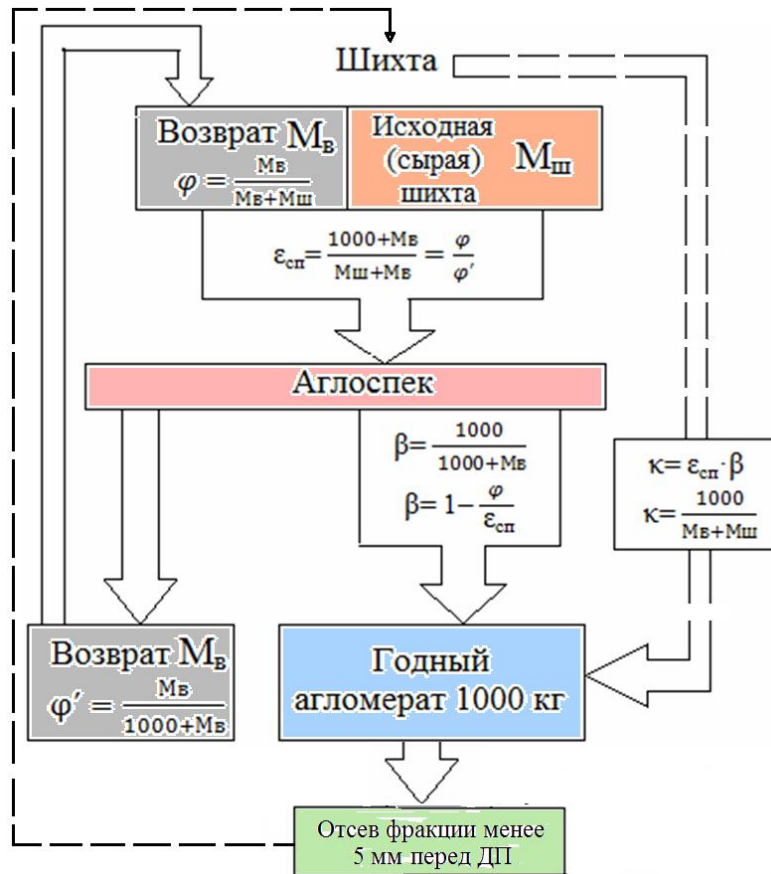 Шихта
Возврат Мв
φ = Мв/(Мв+Мш)
Исходная
(сырая) Мш
шихта
εсп= (1000+Мв)/(Мш+Мв) = φ/φ′
Аглоспек
β= 1000/(1000+Мв)
β= 1− φ/εсп
κ= εсп· β
κ= 1000/(Мв+Мш)
Возврат Мв
φ′ = Мв/(1000+Мв)
Годный
агломерат 1000 кг
Отсев фракции менее
5 мм перед ДП